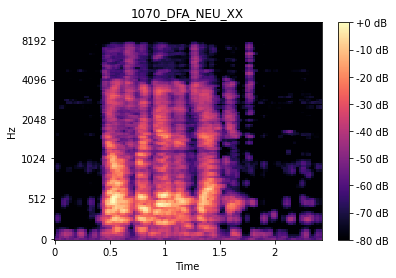 1070_DFA_NEU_XX
+0 dB
8192
-10 dB
4096
-20 dB
-30 dB
2048
Hz
-40 dB
1024
-50 dB
512
-60 dB
-70 dB
0
-80 dB
0 0.5 1 1.5 2
Time